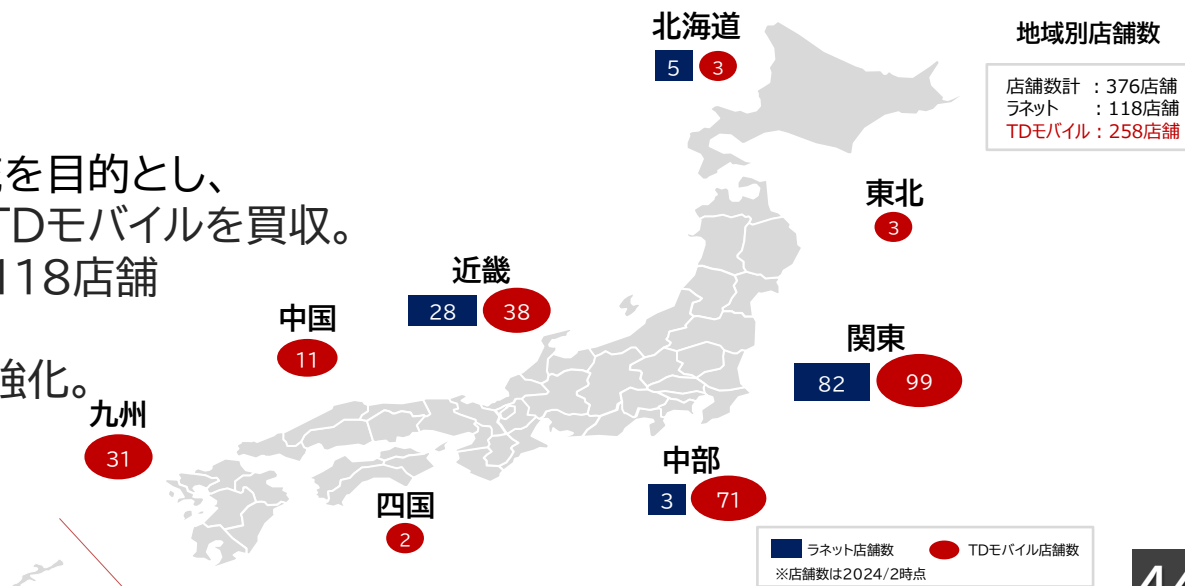 北海道
5 3
地域別店舗数
店舗数計 : 376店舗
ラネット : 118店舗
TDモバイル : 258店舗
を目的とし、
TDモバイルを買収。
118店舗
強化。
東北
3
近畿
28 38
中国
11
関東
82 99
九州
31
中部
3 71
四国
2
ラネット店舗数 TDモバイル店舗数
※店舗数は2024/2時点